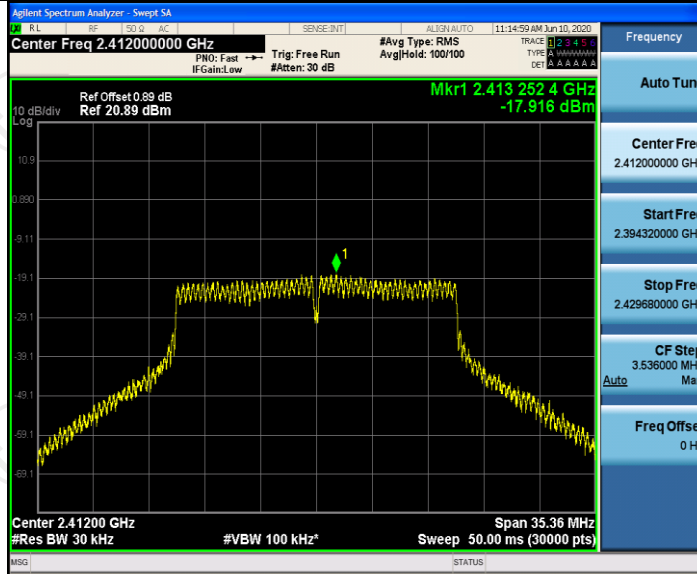 Agilent Spectrum Analyzer - Swept SA
RL RF 50 Ω AC SENSE:INT ALIGN AUTO 11:14:59 AM Jun 10, 2020
Center Freq 2.412000000 GHz
PNO: Fast
IFGain:Low
Trig: Free Run
#Atten: 30 dB
#Avg Type: RMS
Avg|Hold: 100/100
TRACE 1 2 3 4 5 6
TYPE A WWWWW
DET A A A A A A
Ref Offset 0.89 dB
Ref 20.89 dBm
10 dB/div
Log
Mkr1 2.413 252 4 GHz
-17.916 dBm
10.9
0.890
-9.11
-19.1
-29.1
-39.1
-49.1
-59.1
-69.1
1
Center 2.41200 GHz
Span 35.36 MHz
#Res BW 30 kHz
#VBW 100 kHz*
Sweep 50.00 ms (30000 pts)
MSG
STATUS
Frequency
Auto Tun
Center Fre
2.412000000 GH
Start Fre
2.394320000 GH
Stop Fre
2.429680000 GH
CF Step
3.536000 MH
Auto Ma
Freq Offse
0 H